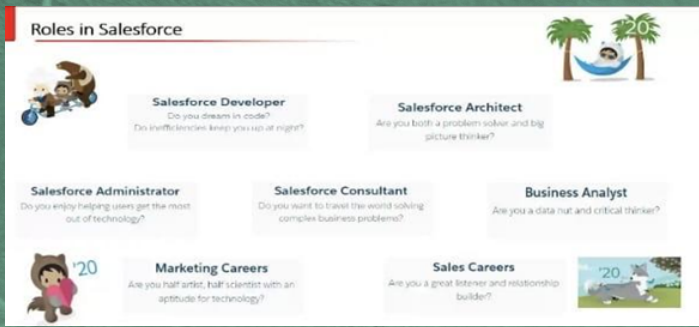 Roles in Salesforce
'20
Salesforce Developer
Do you dream in code?
Do inefficiencies keep you up at night?
Salesforce Architect
Are you both a problem solver and big
picture thinker?
Salesforce Administrator
Do you enjoy helping users get the most
out of technology?
Salesforce Consultant
Do you want to travel the world solving
complex business problems?
Business Analyst
Are you a data nut and critical thinker?
'20
Marketing Careers
Are you half artist, half scientist with an
aptitude for technology?
Sales Careers
Are you a great listener and relationship
builder?
'20